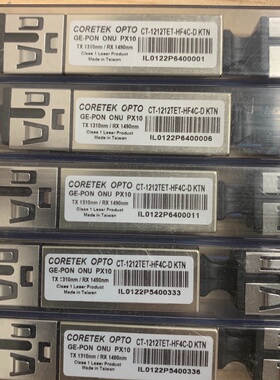 CORETEK OPTO CT-1212TET-HF4C-D KTN
GE-PON ONU PX10
TX 1310nm / RX 1490nm
Class 1 Laser Product
Made in Taiwan
IL0122P6400001
CORETEK OPTO CT-1212TET-HF4C-D KTN
GE-PON ONU PX10
TX 1310nm / RX 1490nm
Class 1 Laser Product
Made in Taiwan
IL0122P6400006
CORETEK OPTO CT-1212TET-HF4C-D KTN
GE-PON ONU PX10
TX 1310nm / RX 1490nm
Class 1 Laser Product
Made in Taiwan
IL0122P6400011
CORETEK OPTO CT-1212TET-HF4C-D KTN
GE-PON ONU PX10
TX 1310nm / RX 1490nm
Class 1 Laser Product
Made in Taiwan
IL0122P5400333
CORETEK OPTO CT-1212TET-HF4C-D KTN
GE-PON ONU PX10
TX 1310nm / RX 1490nm
Class 1 Laser Product
Made in Taiwan
IL0122P5400336